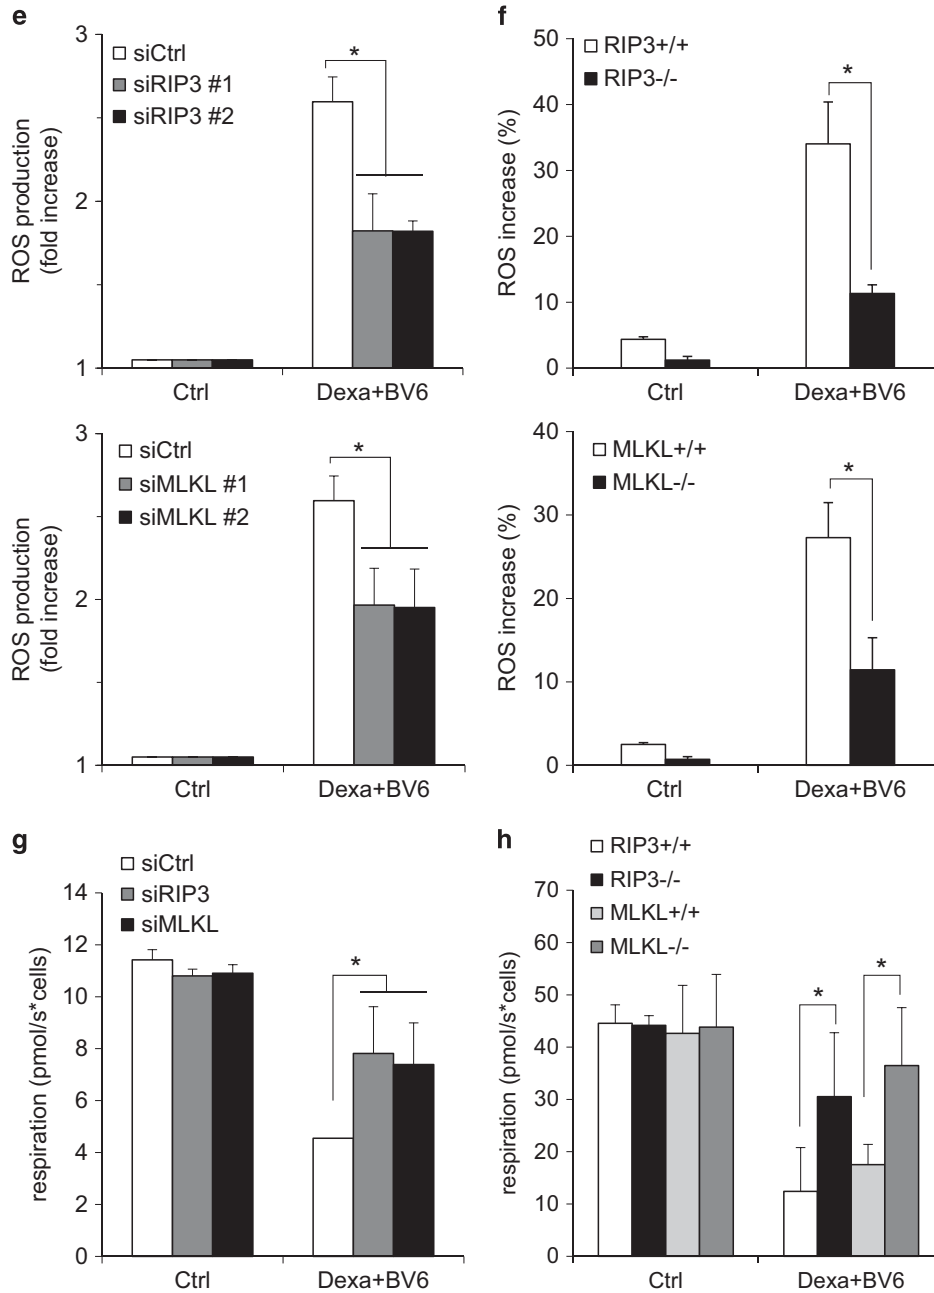 e
3
2
1
ROS production
(fold increase)
siCtrl
siRIP3 #1
siRIP3 #2
*
Ctrl
Dexa+BV6
3
2
1
ROS production
(fold increase)
siCtrl
siMLKL #1
siMLKL #2
*
Ctrl
Dexa+BV6
f
50
40
30
20
10
0
ROS increase (%)
RIP3+/+
RIP3-/-
*
Ctrl
Dexa+BV6
40
30
20
10
0
ROS increase (%)
MLKL+/+
MLKL-/-
*
Ctrl
Dexa+BV6
g
14
12
10
8
6
4
2
0
respiration (pmol/s*cells)
siCtrl
siRIP3
siMLKL
*
Ctrl
Dexa+BV6
h
70
60
50
40
30
20
10
0
respiration (pmol/s*cells)
RIP3+/+
RIP3-/-
MLKL+/+
MLKL-/-
*
*
Ctrl
Dexa+BV6